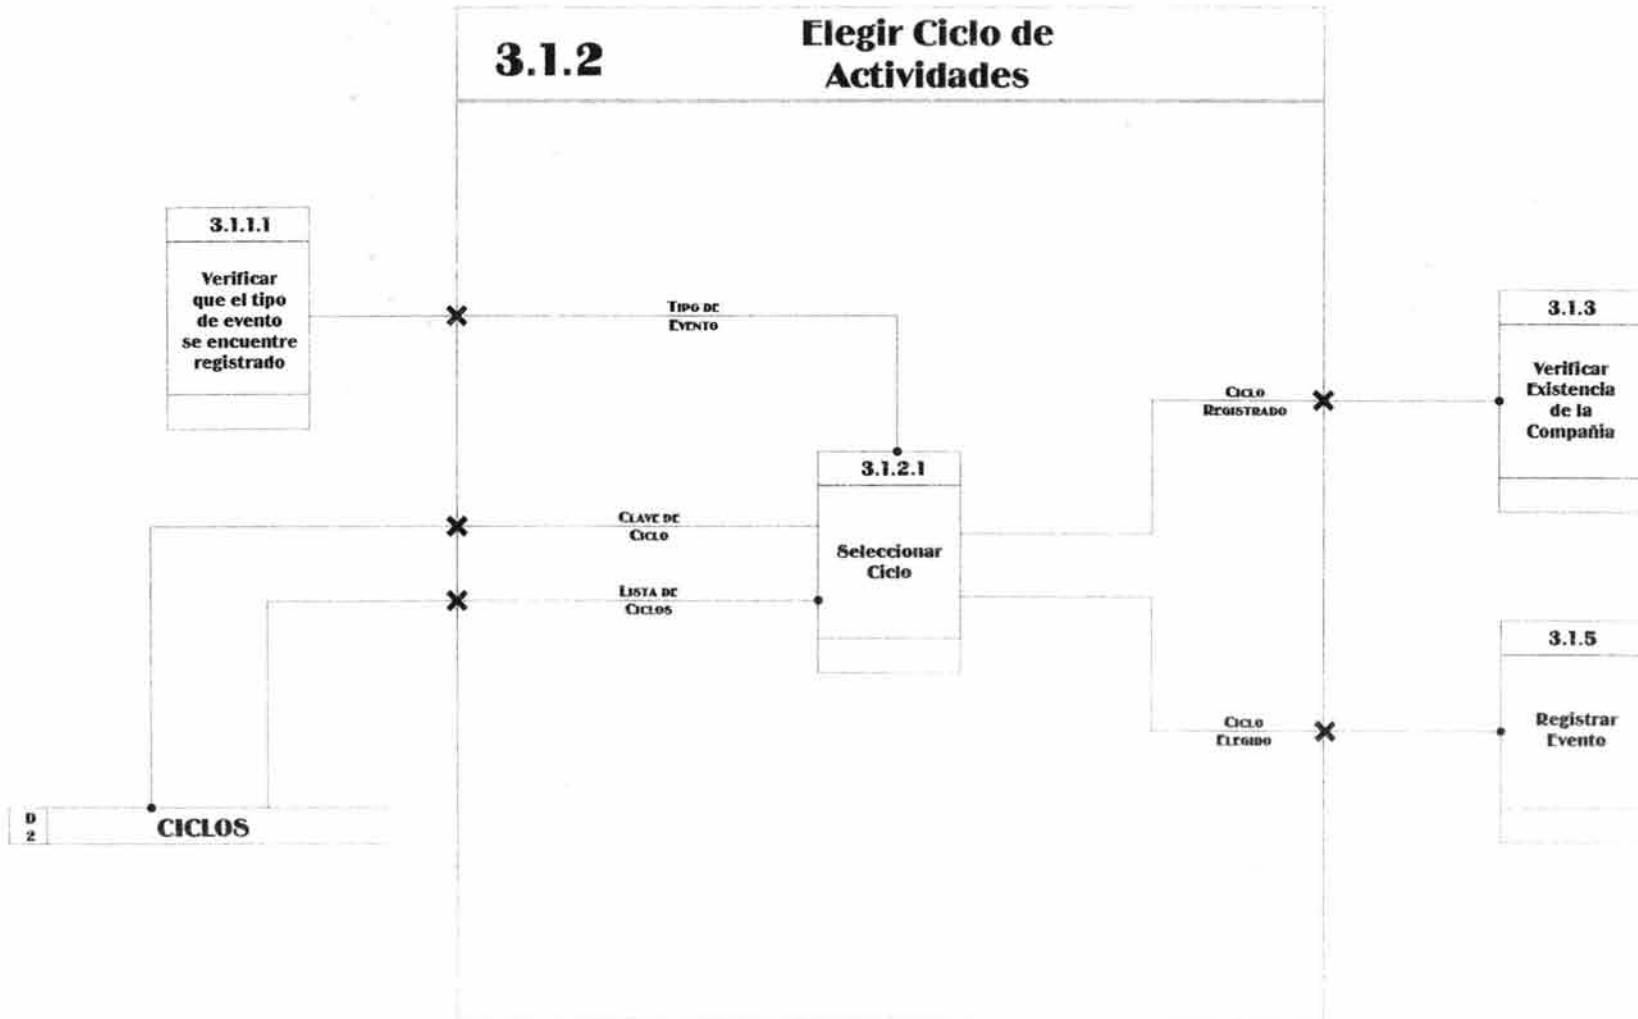 3.1.2
Elegir Ciclo de
Actividades
3.1.1.1
Verificar
que el tipo
de evento
se encuentre
registrado
TIPO DE
EVENTO
3.1.3
Verificar
Existencia
de la
Compañia
CICLO
REGISTRADO
3.1.2.1
Seleccionar
Ciclo
CLAVE DE
CICLO
LISTA DE
CICLOS
3.1.5
Registrar
Evento
CICLO
ELEGIDO
D
2
CICLOS